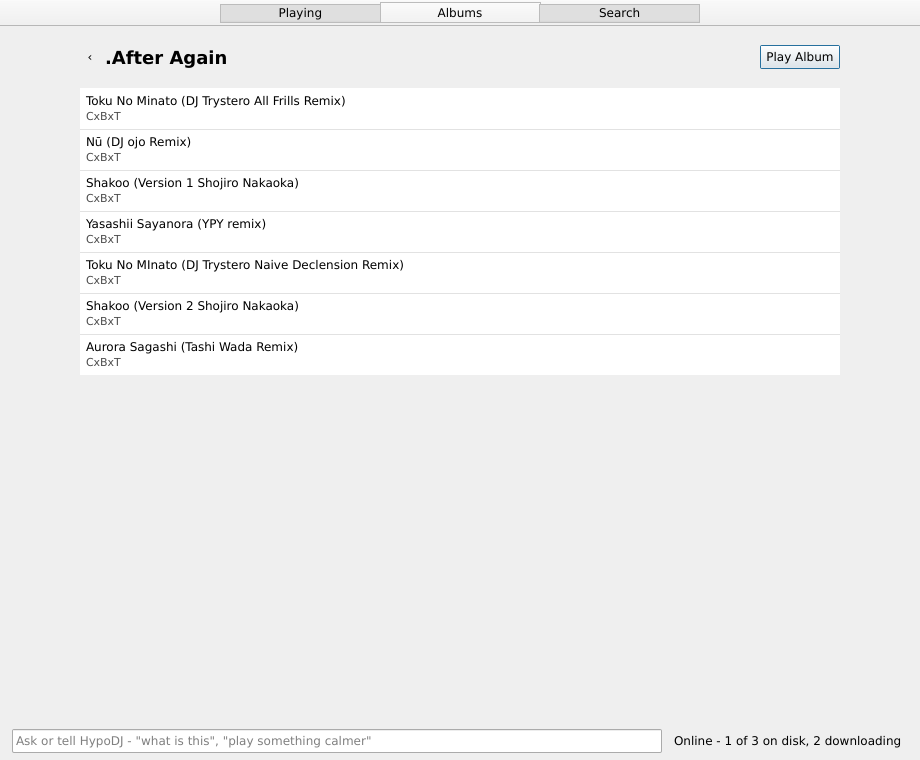 Playing
Albums
Search
‹ .After Again
Play Album
Toku No Minato (DJ Trystero All Frills Remix)
CxBxT
Nū (DJ ojo Remix)
CxBxT
Shakoo (Version 1 Shojiro Nakaoka)
CxBxT
Yasashii Sayanora (YPY remix)
CxBxT
Toku No MInato (DJ Trystero Naive Declension Remix)
CxBxT
Shakoo (Version 2 Shojiro Nakaoka)
CxBxT
Aurora Sagashi (Tashi Wada Remix)
CxBxT
Ask or tell HypoDJ - "what is this", "play something calmer"
Online - 1 of 3 on disk, 2 downloading